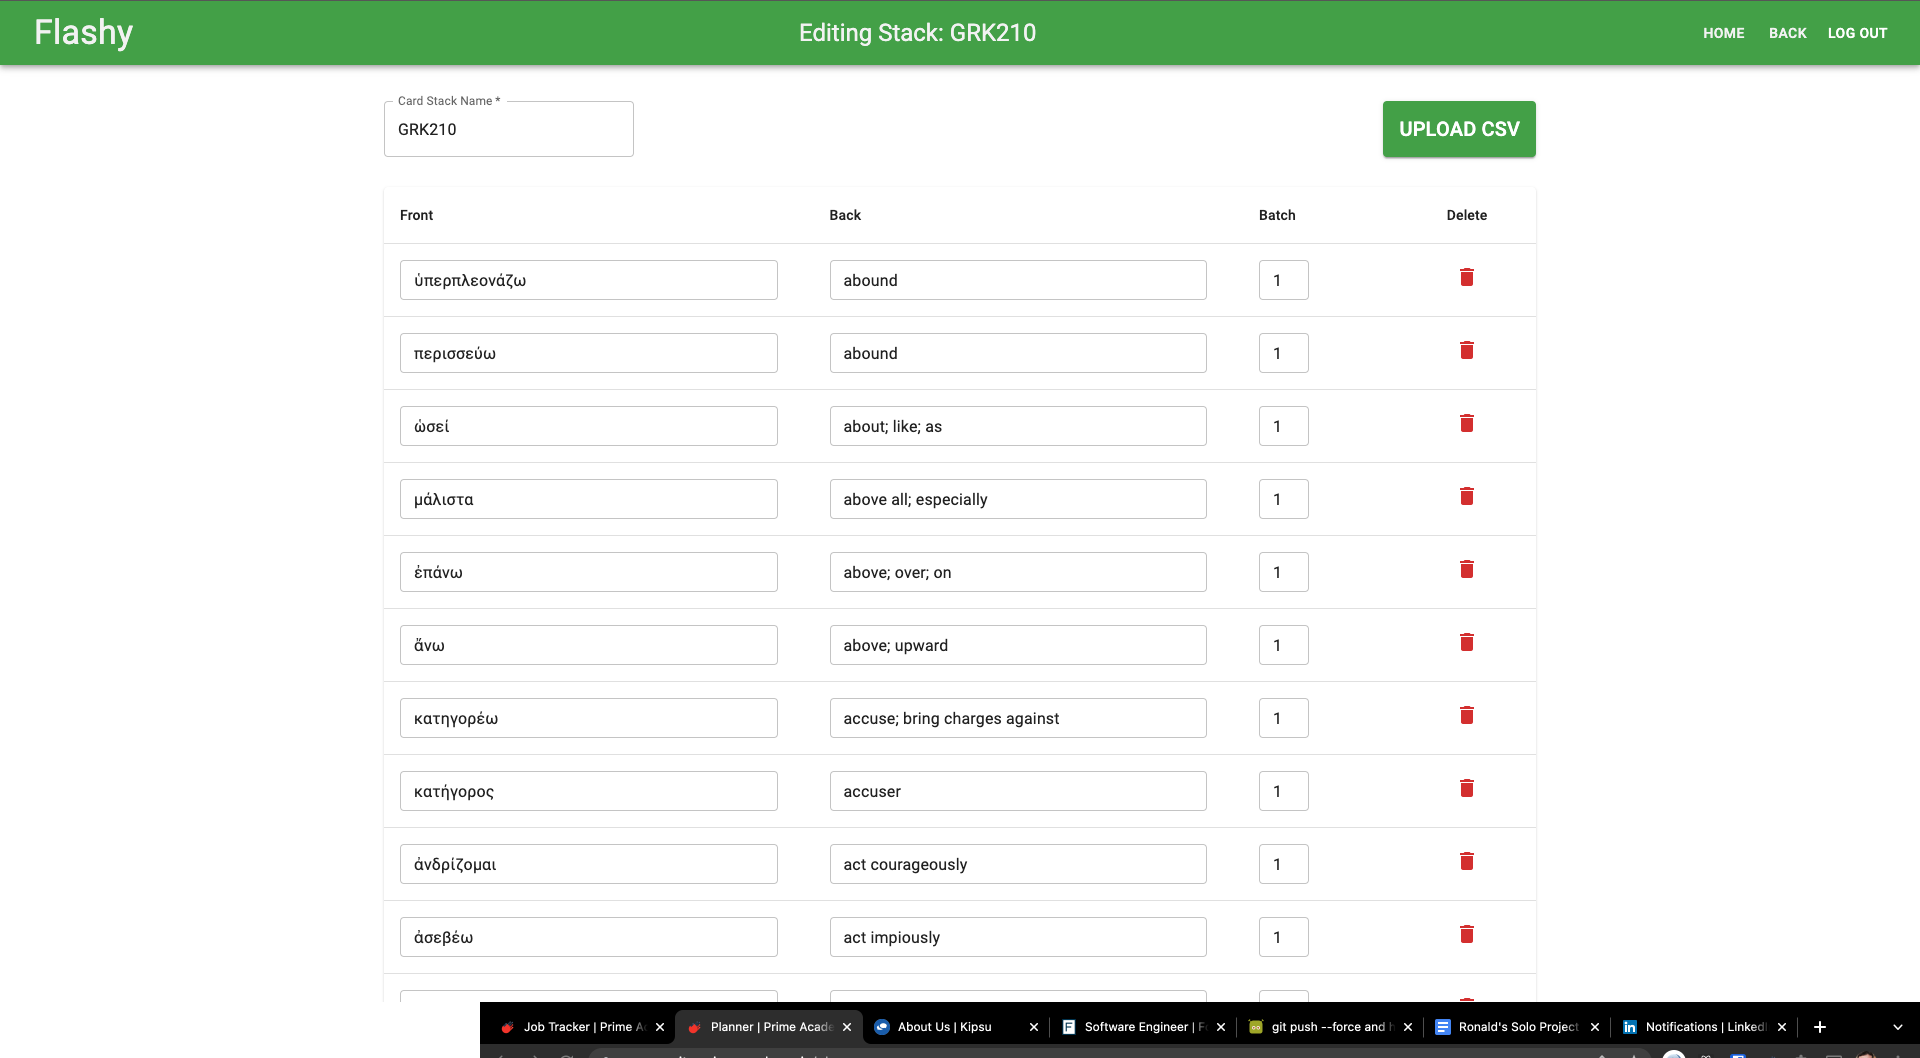 Flashy
Editing Stack: GRK210
HOME BACK LOG OUT
Card Stack Name *
GRK210
UPLOAD CSV
Front Back Batch Delete
ὑπερπλεονάζω abound 1
περισσεύω abound 1
ὡσεί about; like; as 1
μάλιστα above all; especially 1
ἐπάνω above; over; on 1
ἄνω above; upward 1
κατηγορέω accuse; bring charges against 1
κατήγορος accuser 1
ἀνδρίζομαι act courageously 1
ἀσεβέω act impiously 1
Job Tracker | Prime A Planner | Prime Acade About Us | Kipsu Software Engineer | F git push --force and Ronald's Solo Project Notifications | LinkedI